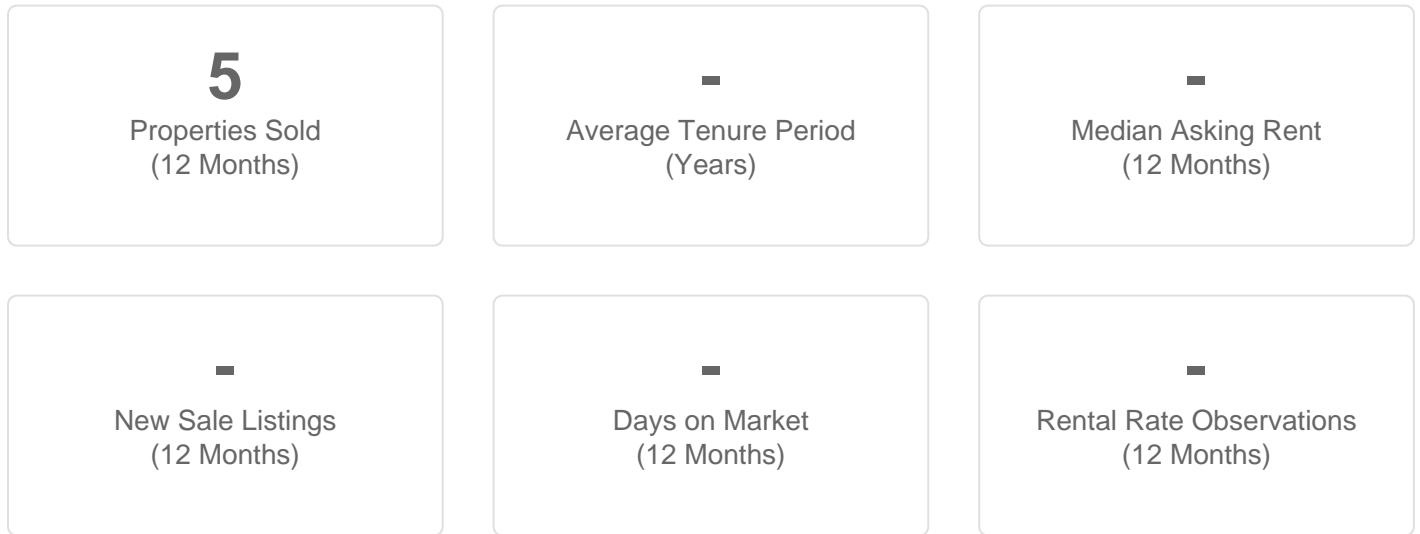 5
Properties Sold
(12 Months)
-
Average Tenure Period
(Years)
-
Median Asking Rent
(12 Months)
-
New Sale Listings
(12 Months)
-
Days on Market
(12 Months)
-
Rental Rate Observations
(12 Months)